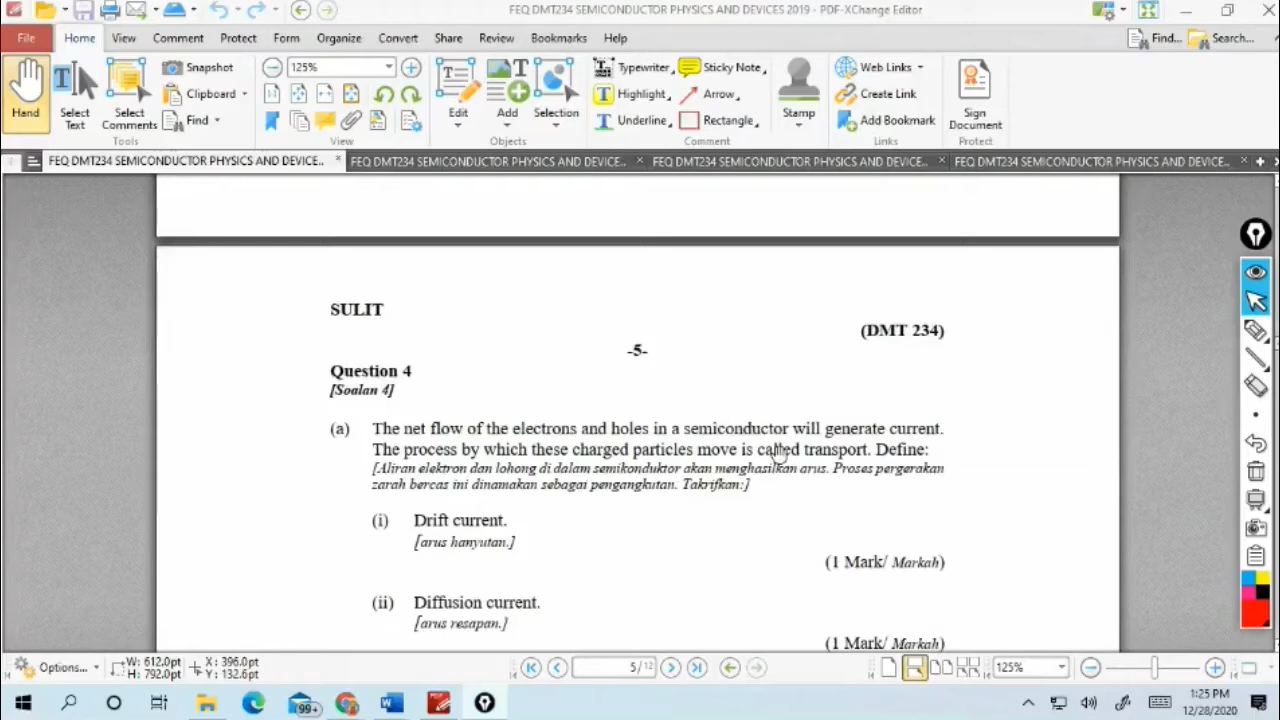 FEQ DMT234 SEMICONDUCTOR PHYSICS AND DEVICES 2019 - PDF-XChange Editor
File Home View Comment Protect Form Organize Convert Share Review Bookmarks Help
Find... Search...
Hand
Select Text
Select Comments
Snapshot
Clipboard
Find
Tools
125%
View
Edit
Add
Selection
Objects
Typewriter
Highlight
Underline
Sticky Note
Arrow
Rectangle
Stamp
Comment
Web Links
Create Link
Add Bookmark
Links
Sign Document
Protect
FEQ DMT234 SEMICONDUCTOR PHYSICS AND DEVICE.. × FEQ DMT234 SEMICONDUCTOR PHYSICS AND DEVICE.. × FEQ DMT234 SEMICONDUCTOR PHYSICS AND DEVICE.. × FEQ DMT234 SEMICONDUCTOR PHYSICS AND DEVICE.. ×
SULIT
(DMT 234)
-5-
Question 4
[Soalan 4]
(a) The net flow of the electrons and holes in a semiconductor will generate current.
The process by which these charged particles move is called transport. Define:
[Aliran elektron dan lohong di dalam semikonduktor akan menghasilkan arus. Proses pergerakan
zarah bercas ini dinamakan sebagai pengangkutan. Takrifkan:]
(i) Drift current.
[arus hanyutan.]
(1 Mark/ Markah)
(ii) Diffusion current.
[arus resapan.]
(1 Mark/ Markah)
Options...
W: 612.0pt
H: 792.0pt
X: 396.0pt
Y: 132.6pt
5 / 12
125%
99+
1:25 PM
12/28/2020